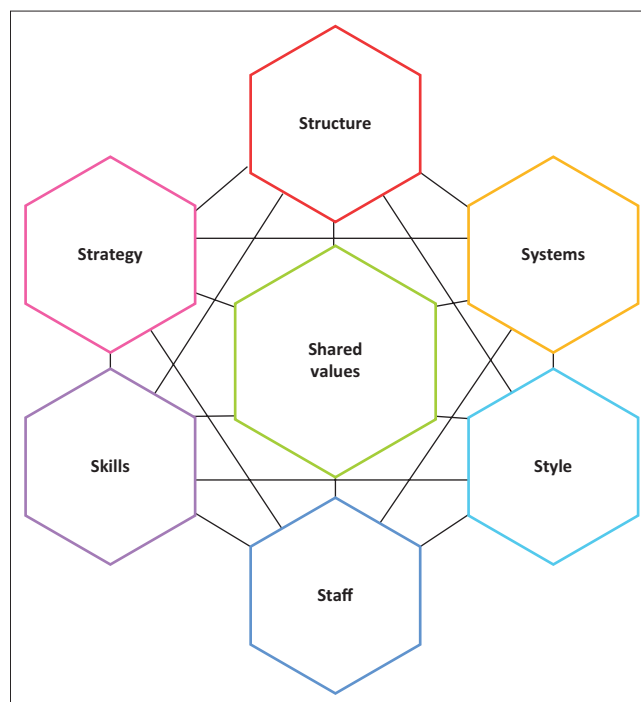 Structure
Strategy
Systems
Shared
values
Skills
Style
Staff